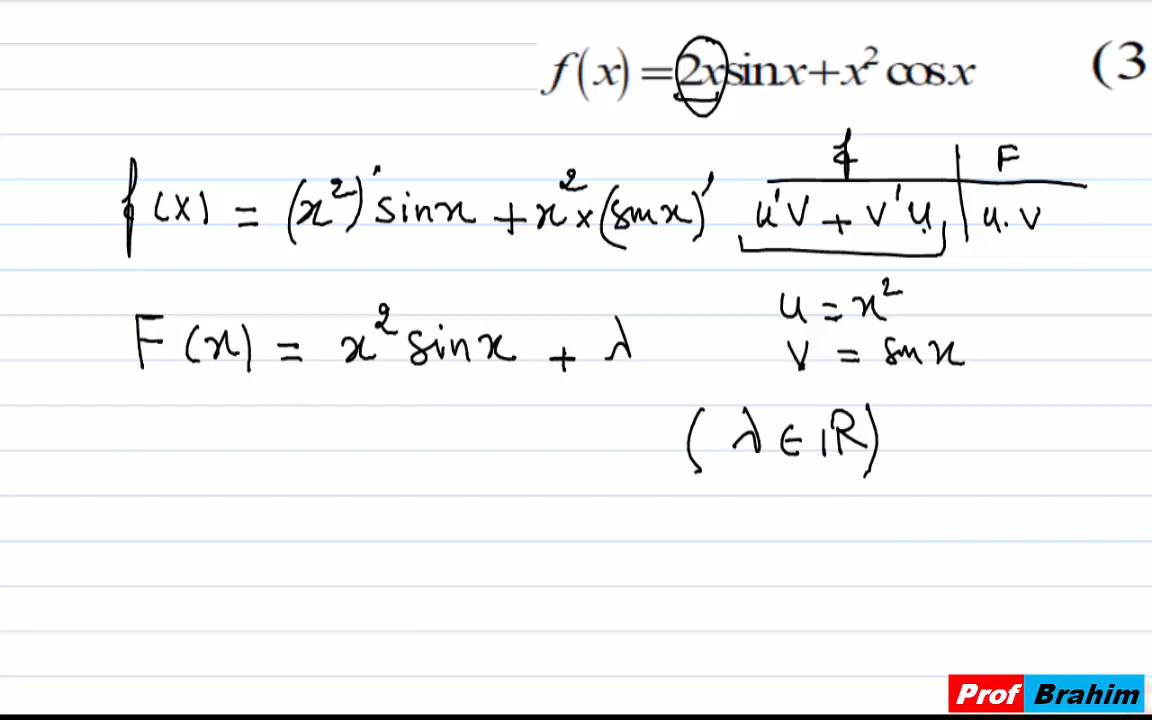 f(x) = 2x sin x + x² cos x (3
f | F
f(x) = (x²)' sin x + x² × (sin x)' u'v + v'u | u·v
u = x²
F(x) = x² sin x + λ v = sin x
(λ ∈ ℝ)
Prof Brahim